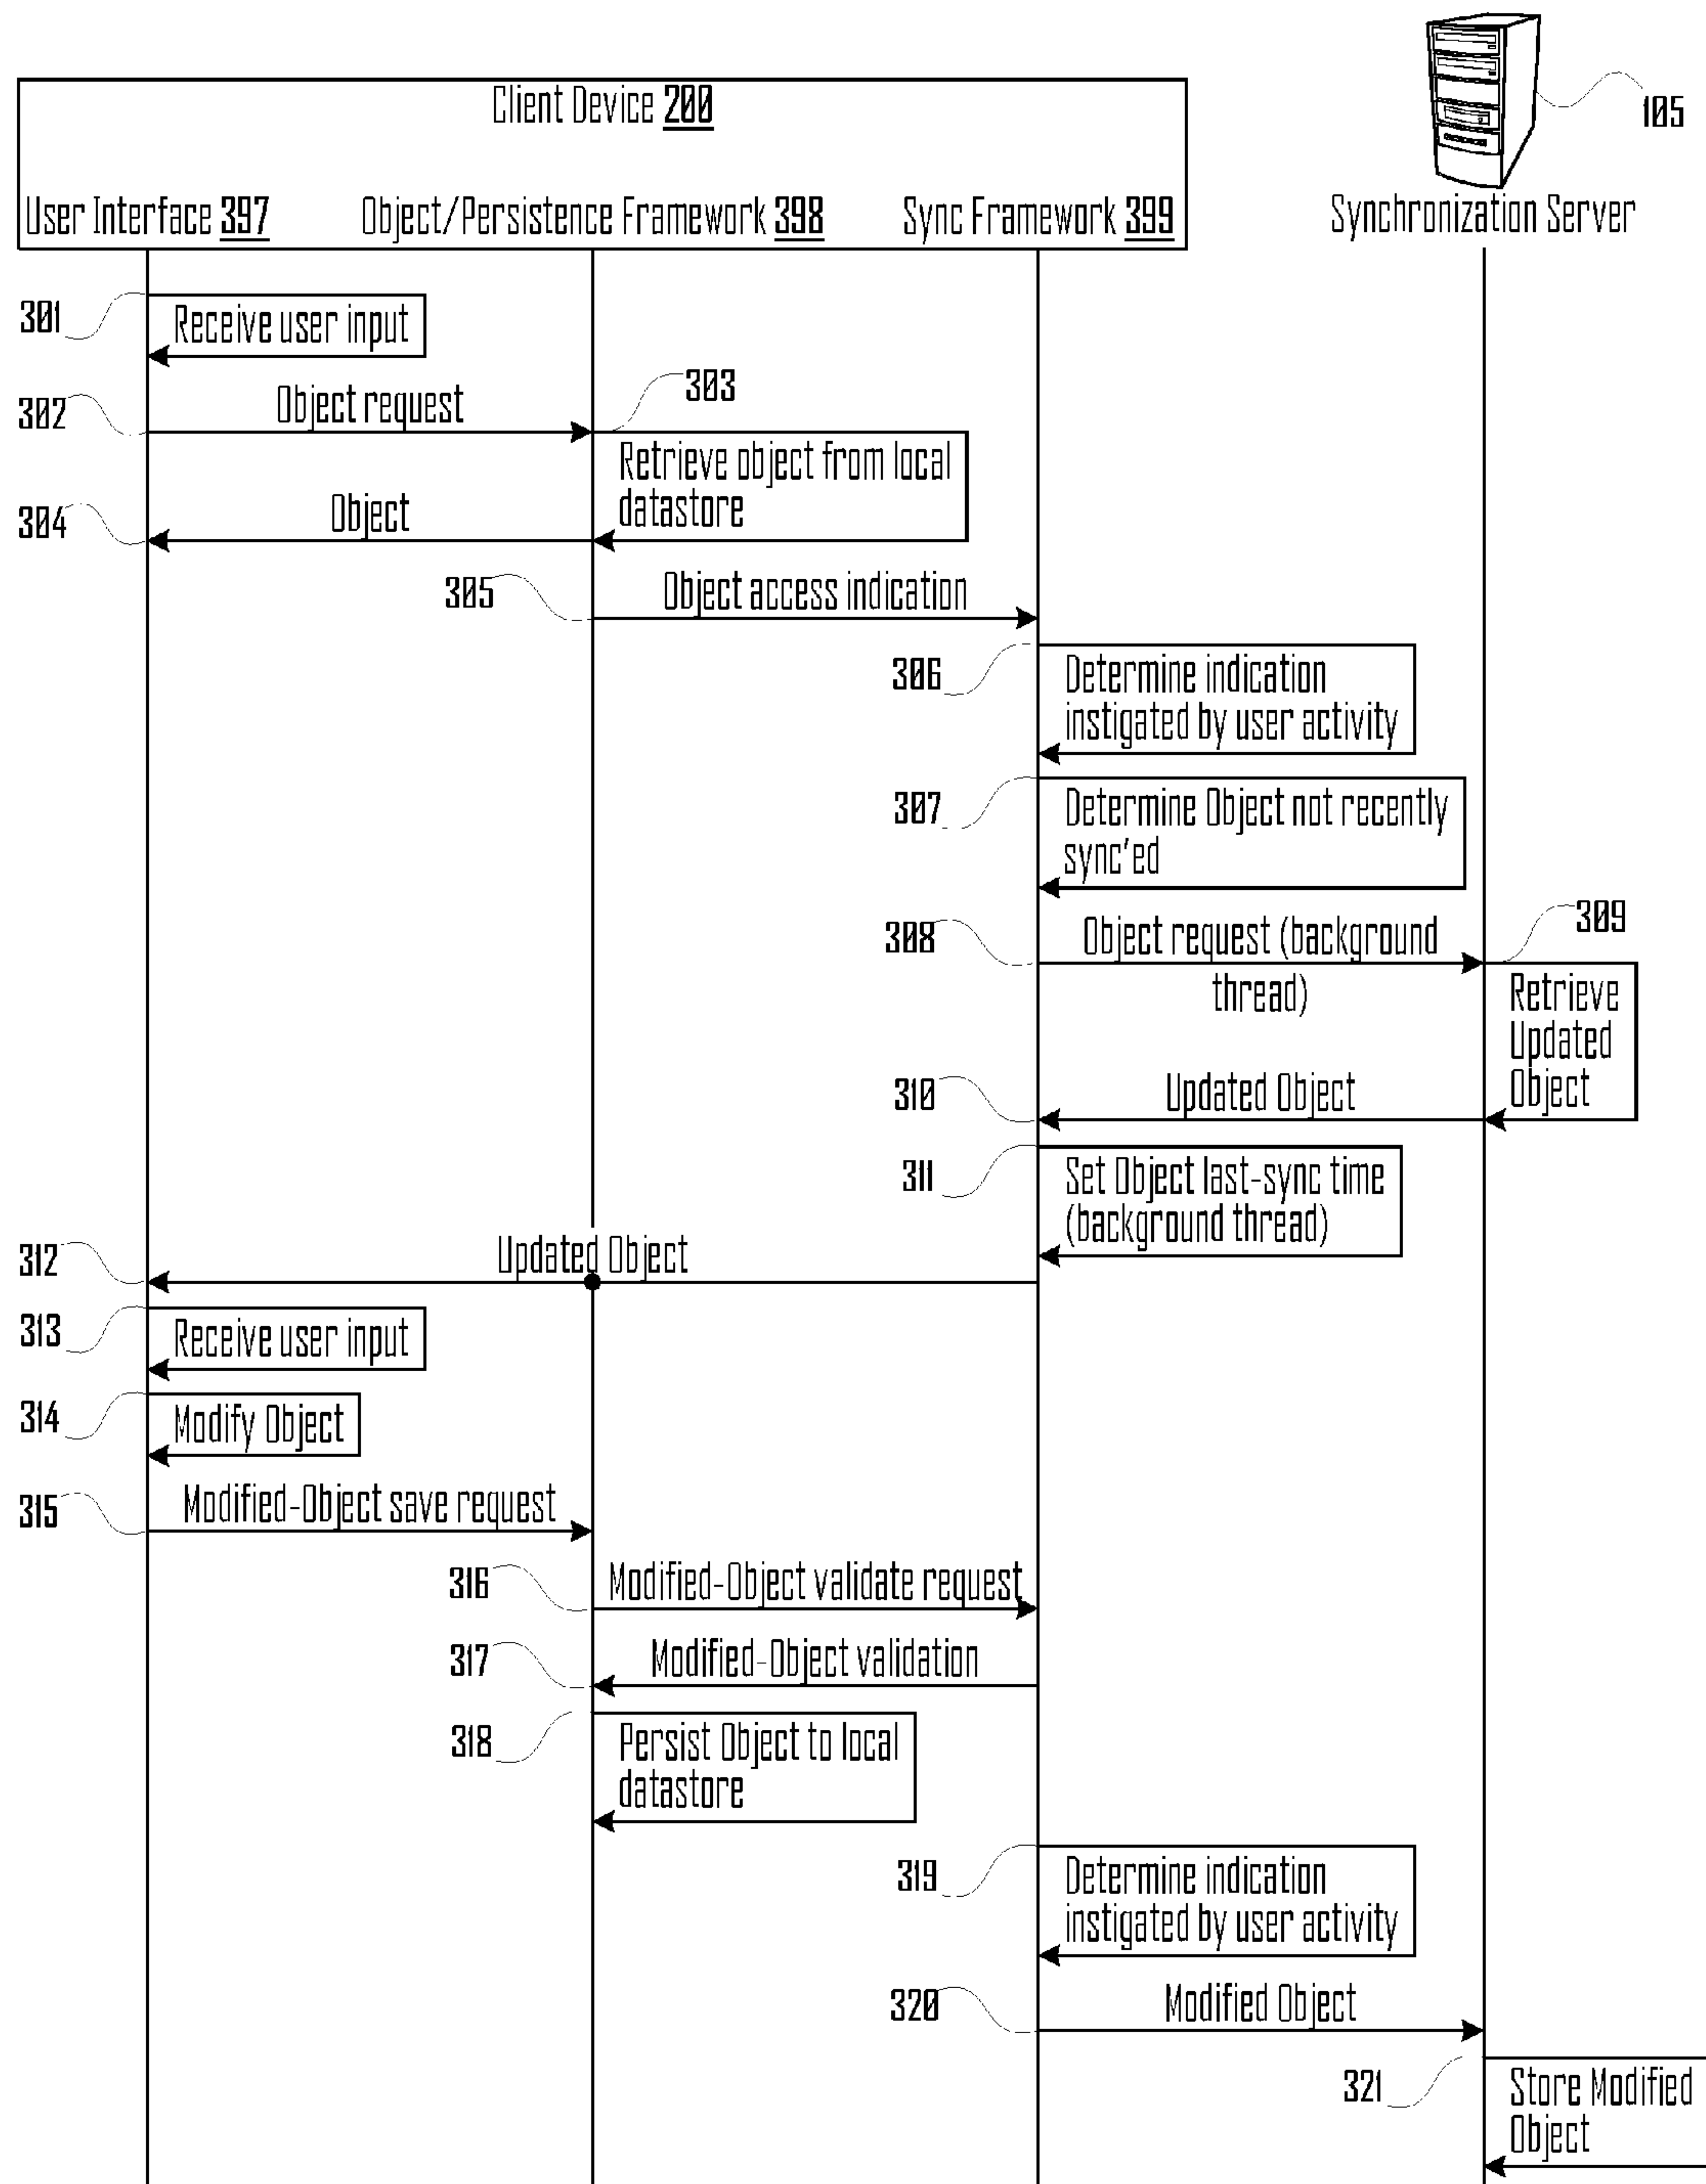 Client Device 200
105
User Interface 397
Object/Persistence Framework 398
Sync Framework 399
Synchronization Server
301
Receive user input
302
Object request
303
Retrieve object from local
datastore
304
Object
305
Object access indication
306
Determine indication
instigated by user activity
307
Determine Object not recently
sync'ed
308
Object request (background
thread)
309
Retrieve
Updated
Object
310
Updated Object
311
Set Object last-sync time
(background thread)
312
Updated Object
313
Receive user input
314
Modify Object
315
Modified-Object save request
316
Modified-Object validate request
317
Modified-Object validation
318
Persist Object to local
datastore
319
Determine indication
instigated by user activity
320
Modified Object
321
Store Modified
Object